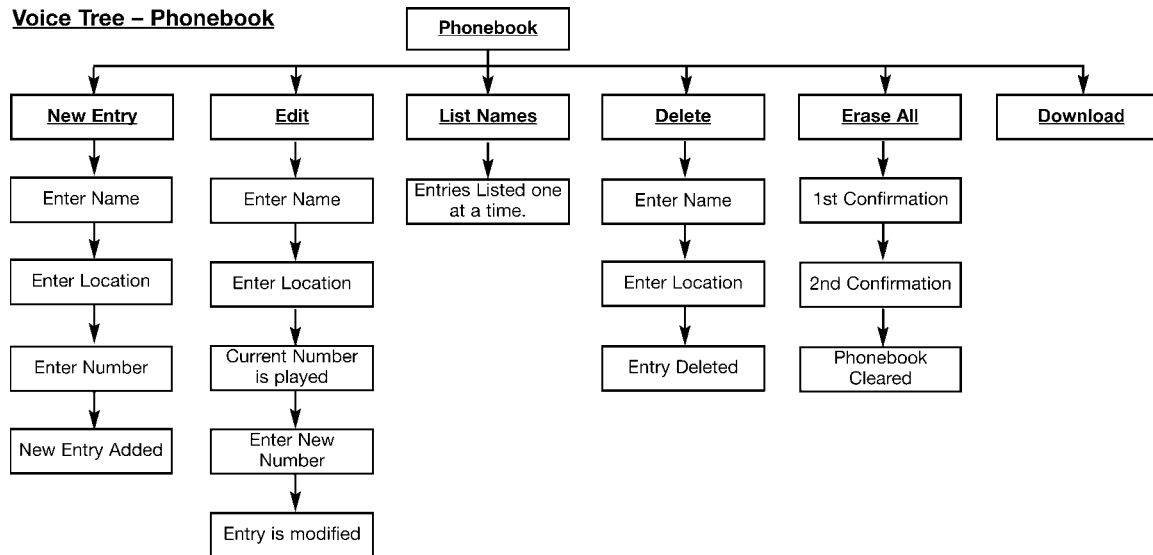 Voice Tree – Phonebook
Phonebook
New Entry
Edit
List Names
Delete
Erase All
Download
Enter Name
Enter Name
Entries Listed one
at a time.
Enter Name
1st Confirmation
Enter Location
Enter Location
Enter Location
2nd Confirmation
Enter Number
Current Number
is played
Entry Deleted
Phonebook
Cleared
New Entry Added
Enter New
Number
Entry is modified